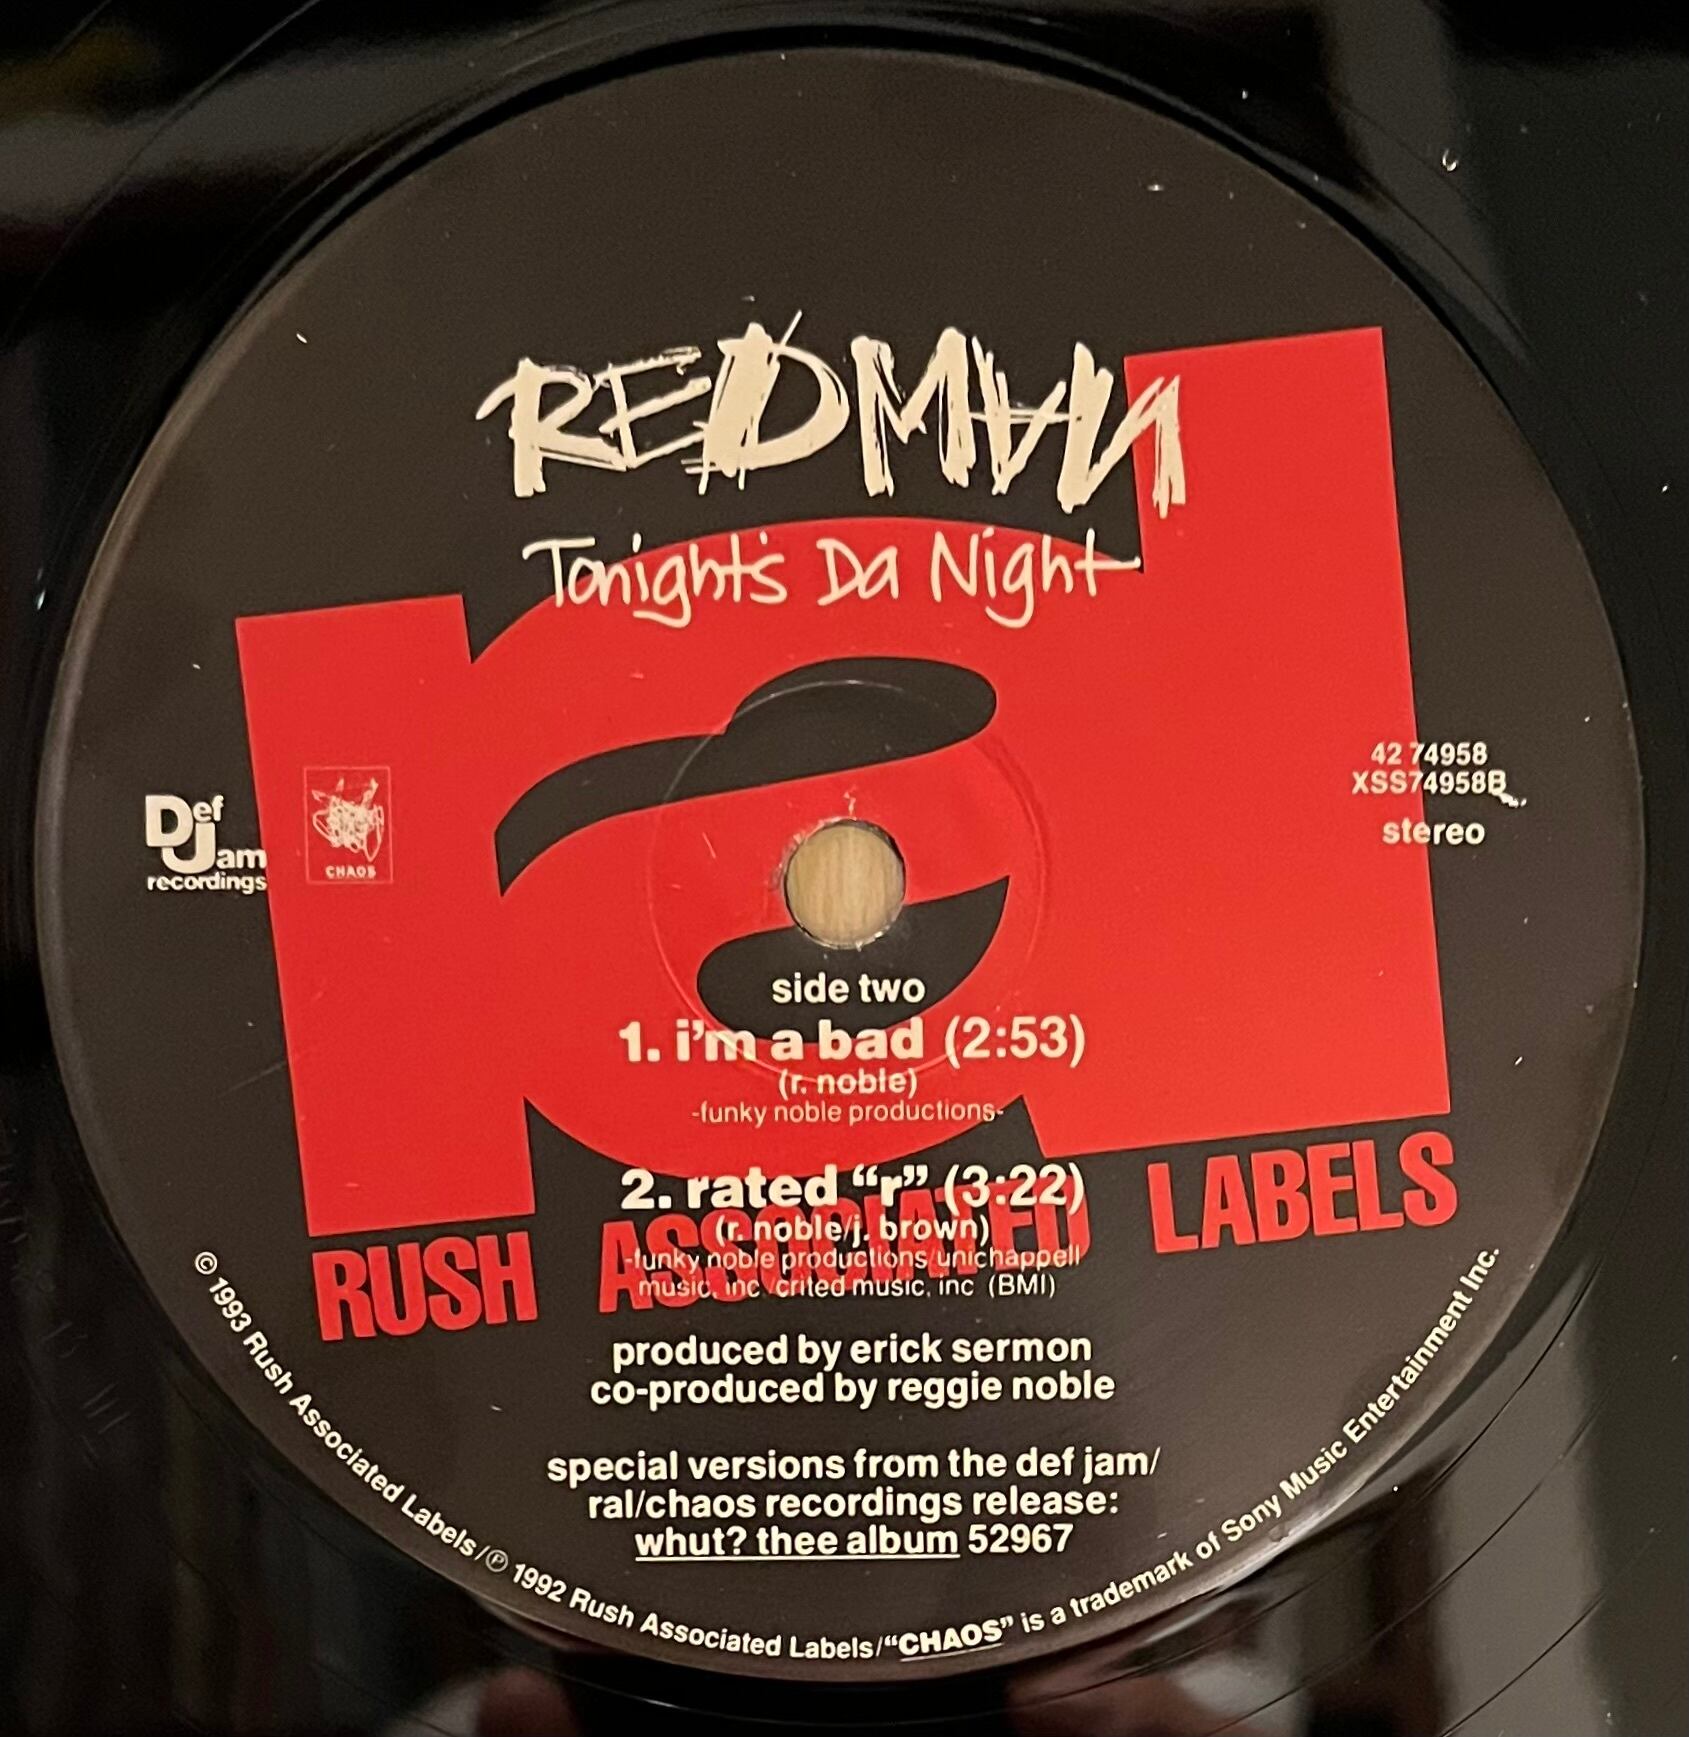 REDMAN
Tonight's Da Night
Def
Jam
recordings
CHAOS
42 74958
XSS74958B
stereo
side two
1. i'm a bad (2:53)
(r. noble)
-funky noble productions-
2. rated “r” (3:22)
(r. noble/j. brown)
-funky noble productions/unichappell
music, inc /crited music, inc (BMI)
RUSH ASSOCIATED LABELS
produced by erick sermon
co-produced by reggie noble
special versions from the def jam/
ral/chaos recordings release:
whut? thee album 52967
© 1993 Rush Associated Labels/℗ 1992 Rush Associated Labels/“CHAOS” is a trademark of Sony Music Entertainment Inc.
ral